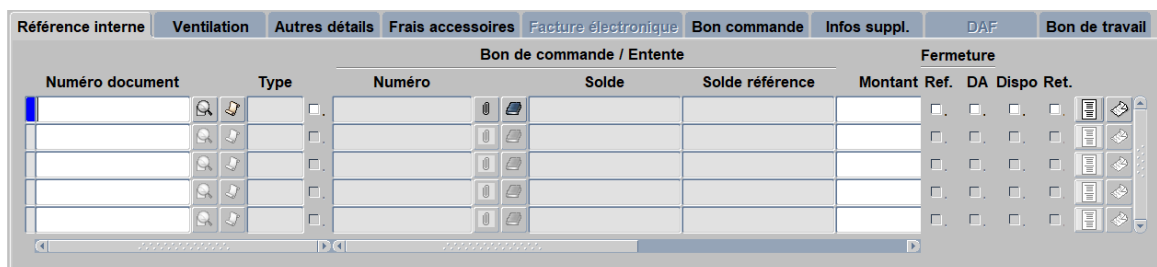 Référence interne Ventilation Autres détails Frais accessoires Facture électronique Bon commande Infos suppl. DAF Bon de travail
Bon de commande / Entente Fermeture
Numéro document Type Numéro Solde Solde référence Montant Ref. DA Dispo Ret.